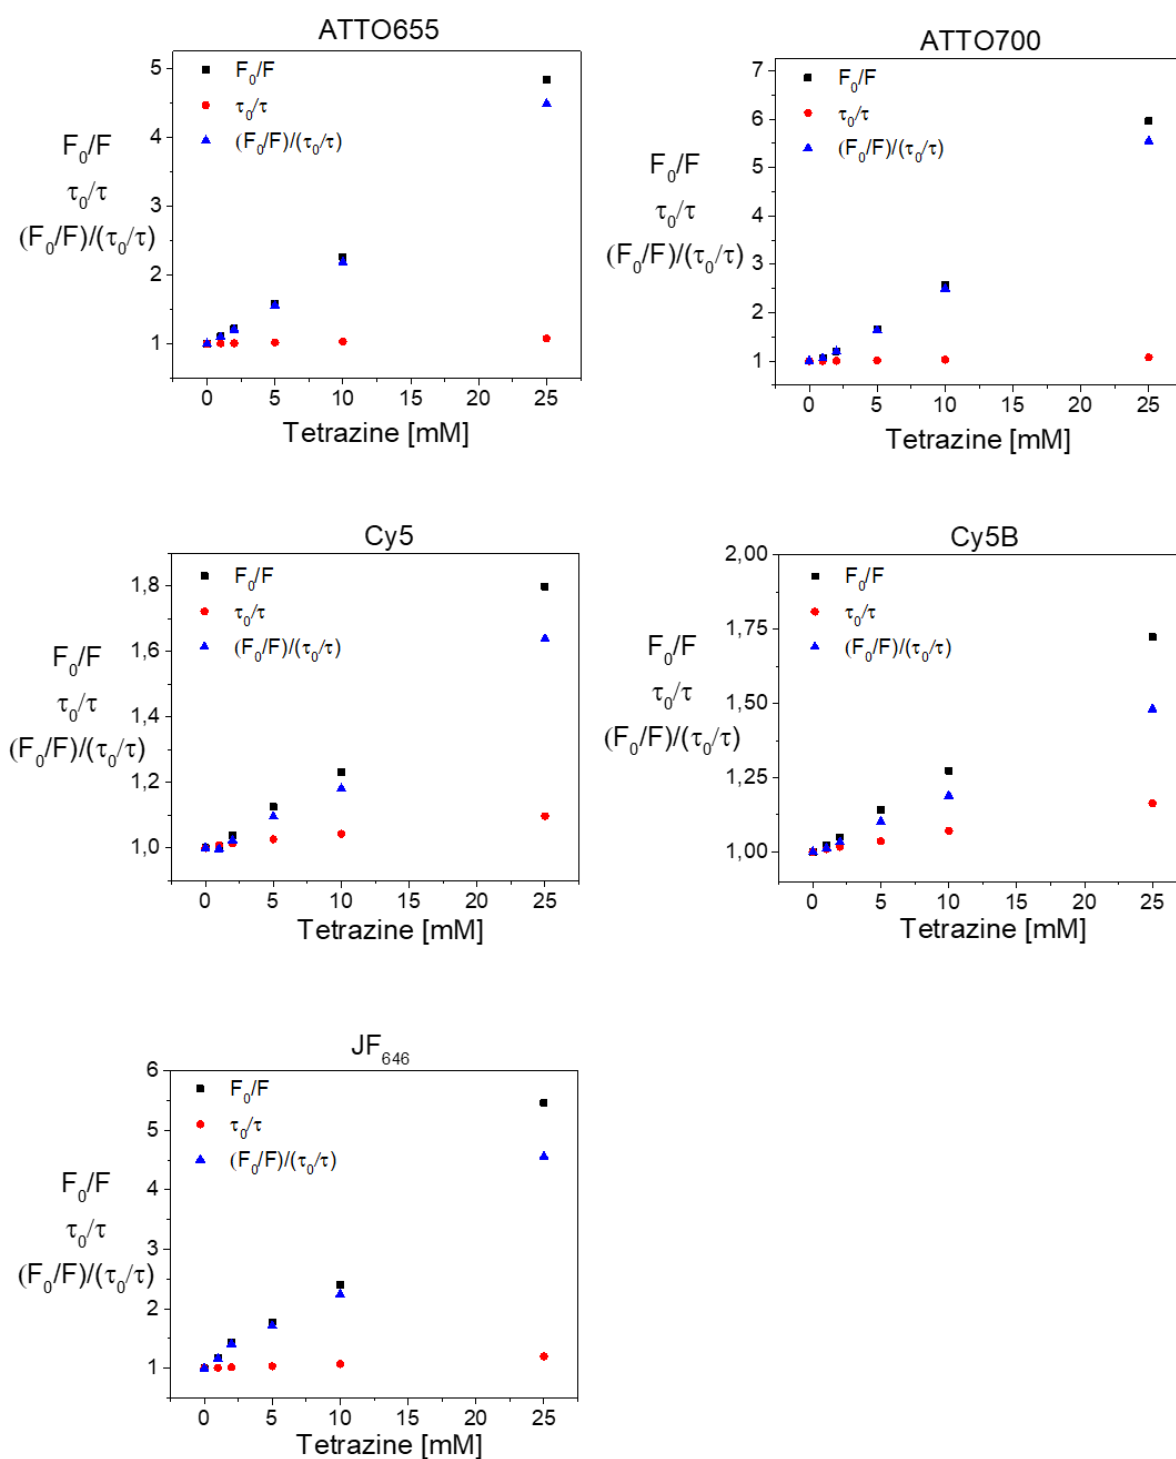 ATTO655
F₀/F
τ₀/τ
(F₀/F)/(τ₀/τ)
5
4
3
2
1
F₀/F
τ₀/τ
(F₀/F)/(τ₀/τ)
0 5 10 15 20 25
Tetrazine [mM]
ATTO700
F₀/F
τ₀/τ
(F₀/F)/(τ₀/τ)
7
6
5
4
3
2
1
F₀/F
τ₀/τ
(F₀/F)/(τ₀/τ)
0 5 10 15 20 25
Tetrazine [mM]
Cy5
F₀/F
τ₀/τ
(F₀/F)/(τ₀/τ)
1,8
1,6
1,4
1,2
1,0
F₀/F
τ₀/τ
(F₀/F)/(τ₀/τ)
0 5 10 15 20 25
Tetrazine [mM]
Cy5B
F₀/F
τ₀/τ
(F₀/F)/(τ₀/τ)
2,00
1,75
1,50
1,25
1,00
F₀/F
τ₀/τ
(F₀/F)/(τ₀/τ)
0 5 10 15 20 25
Tetrazine [mM]
JF₆₄₆
F₀/F
τ₀/τ
(F₀/F)/(τ₀/τ)
6
5
4
3
2
1
F₀/F
τ₀/τ
(F₀/F)/(τ₀/τ)
0 5 10 15 20 25
Tetrazine [mM]